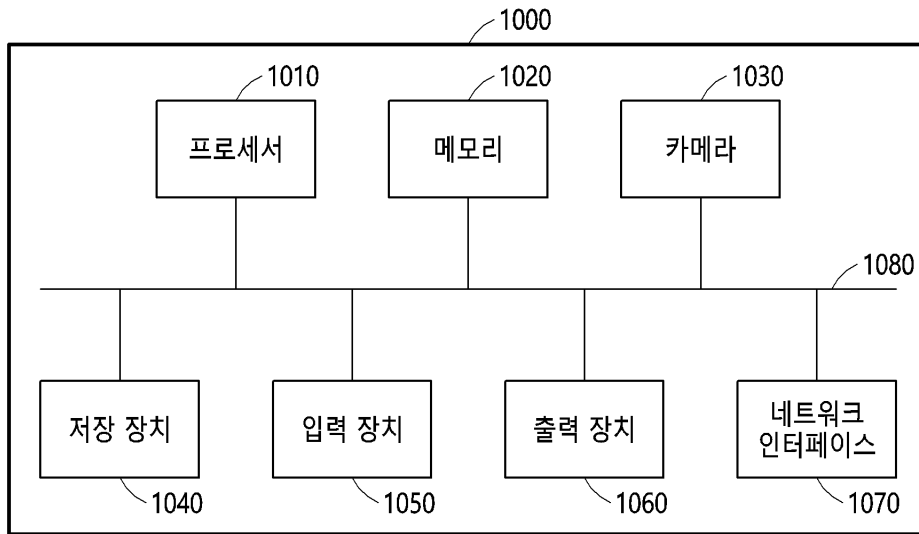 1000
1010
1020
1030
프로세서
메모리
카메라
1080
저장 장치
입력 장치
출력 장치
네트워크
인터페이스
1040
1050
1060
1070